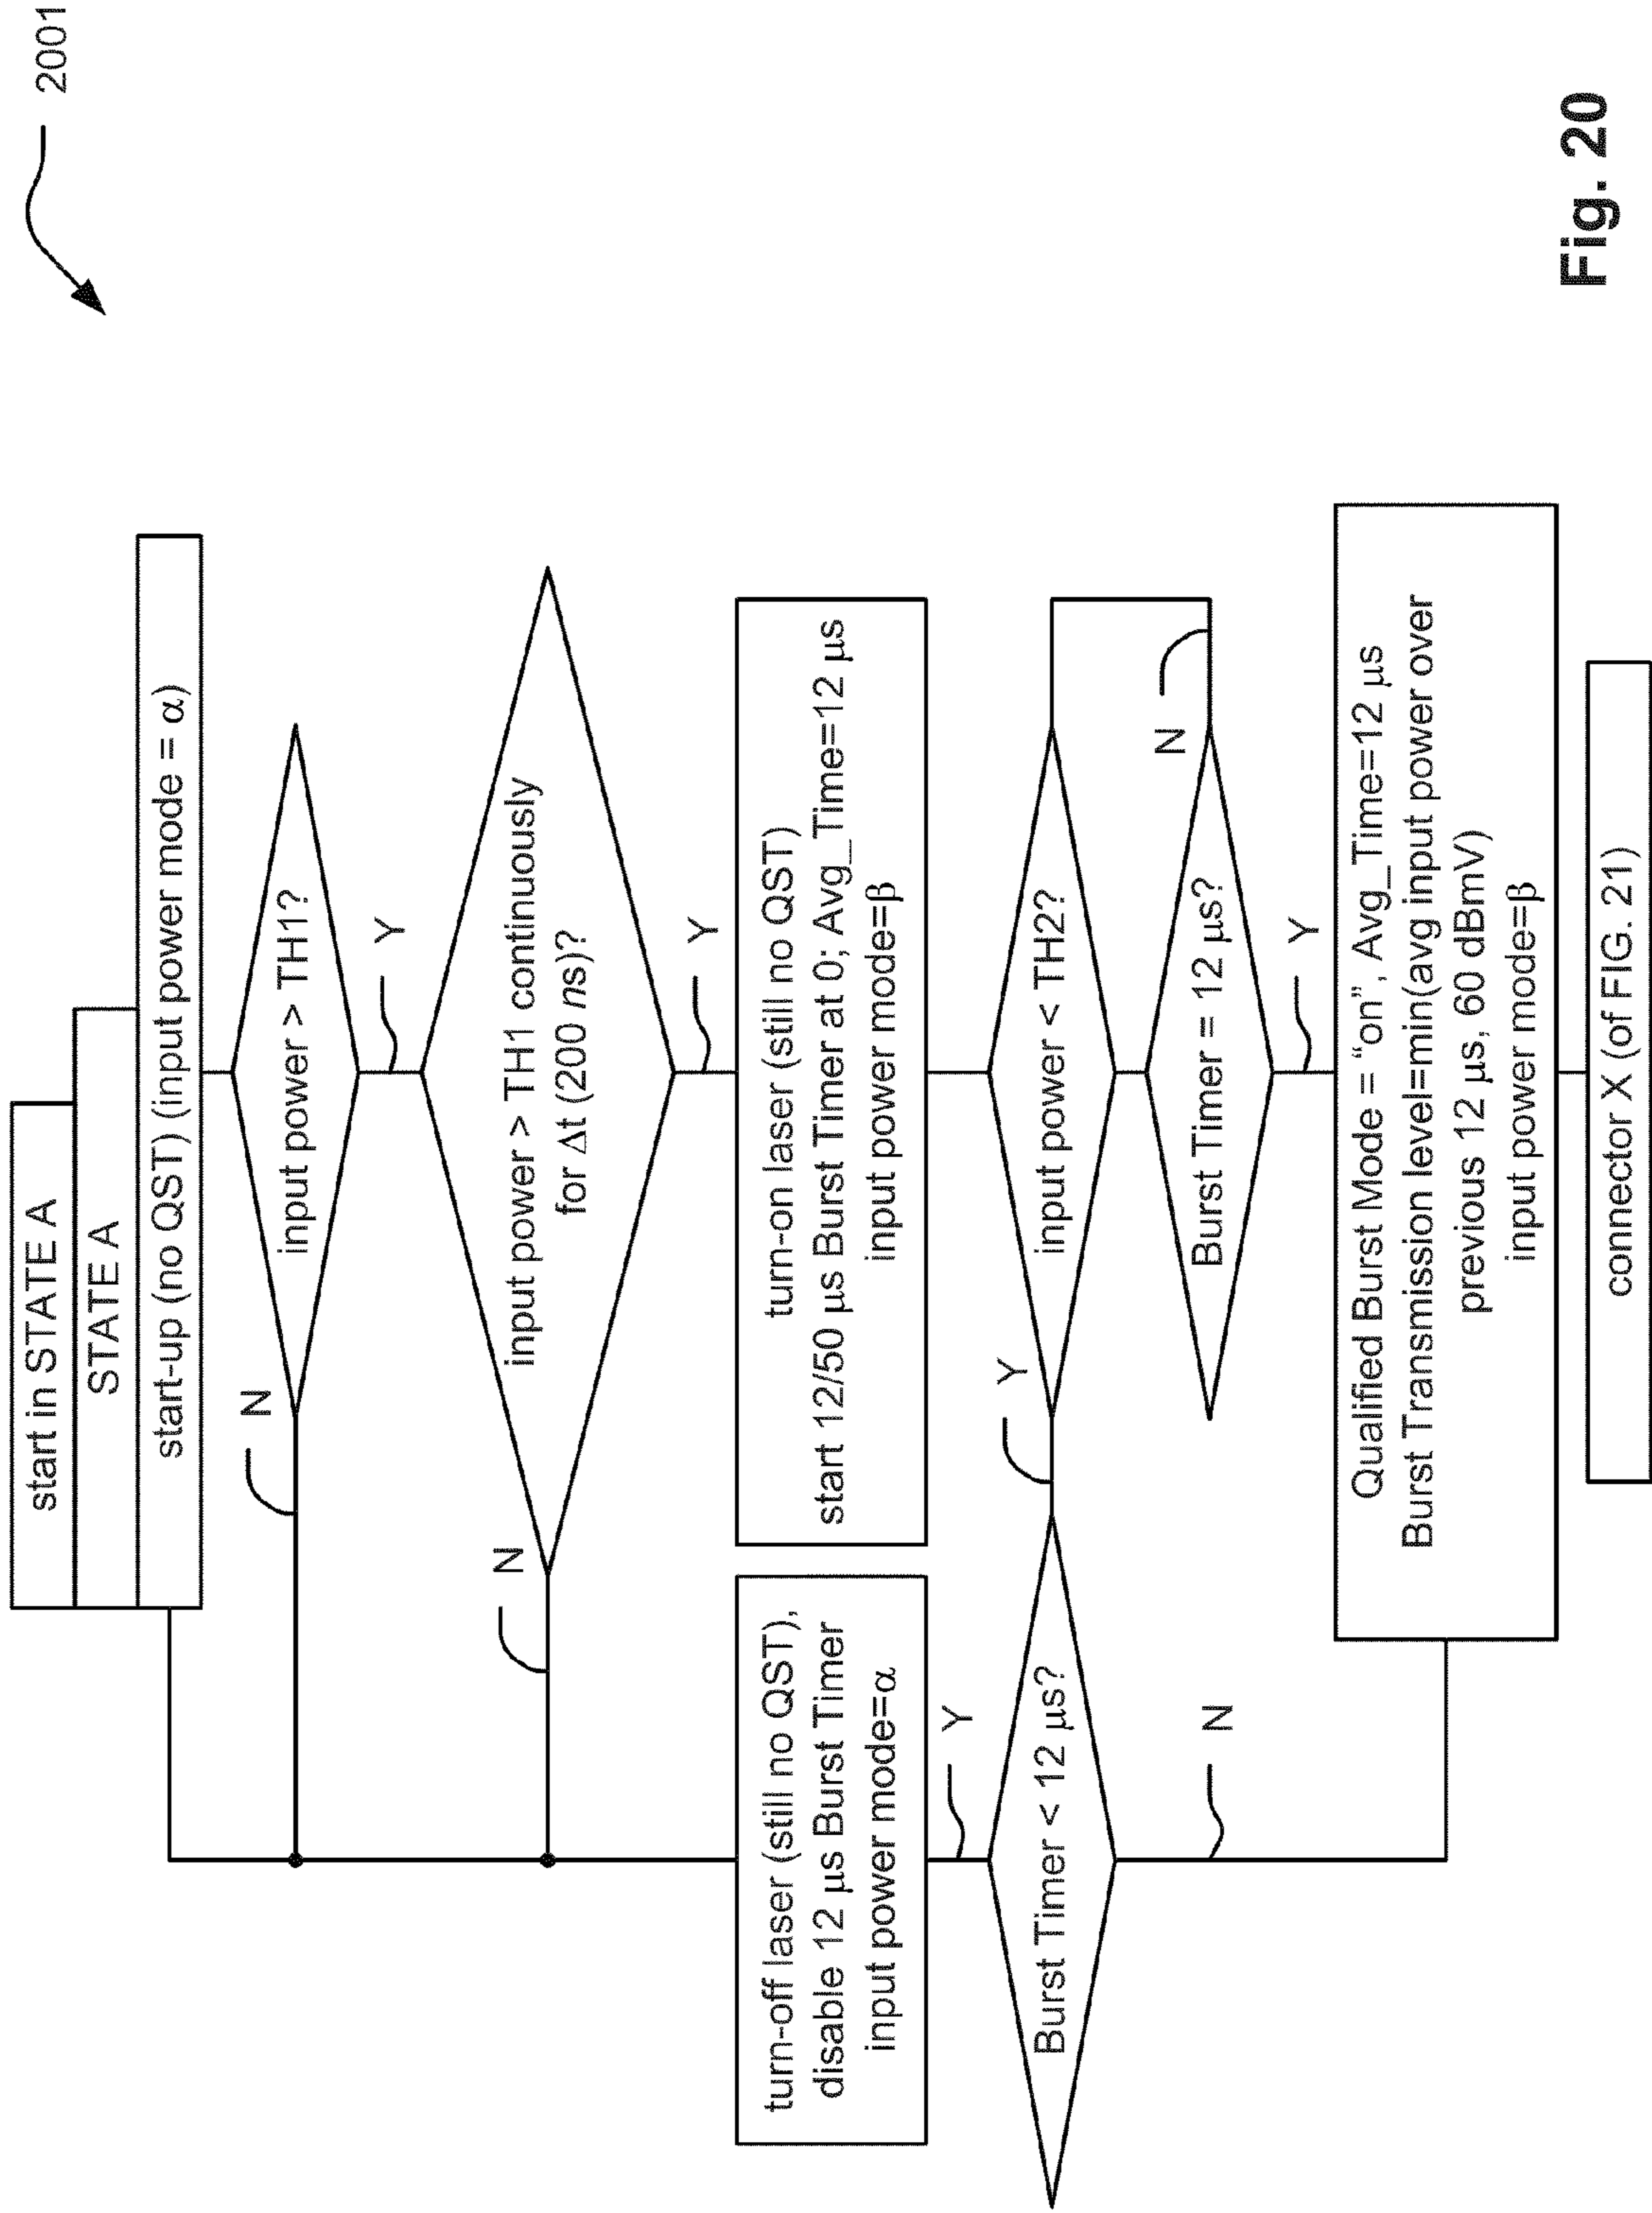 2001
start in STATE A
STATE A
start-up (no QST) (input power mode = α)
input power > TH1?
N
Y
input power > TH1 continuously
for Δt (200 ns)?
N
Y
turn-off laser (still no QST),
disable 12 μs Burst Timer
input power mode=α
turn-on laser (still no QST)
start 12/50 μs Burst Timer at 0; Avg_Time=12 μs
input power mode=β
Y
Burst Timer < 12 μs?
Y
input power < TH2?
N
N
Burst Timer = 12 μs?
Y
Qualified Burst Mode = “on”, Avg_Time=12 μs
Burst Transmission level=min(avg input power over
previous 12 μs, 60 dBmV)
input power mode=β
connector X (of FIG. 21)
Fig. 20